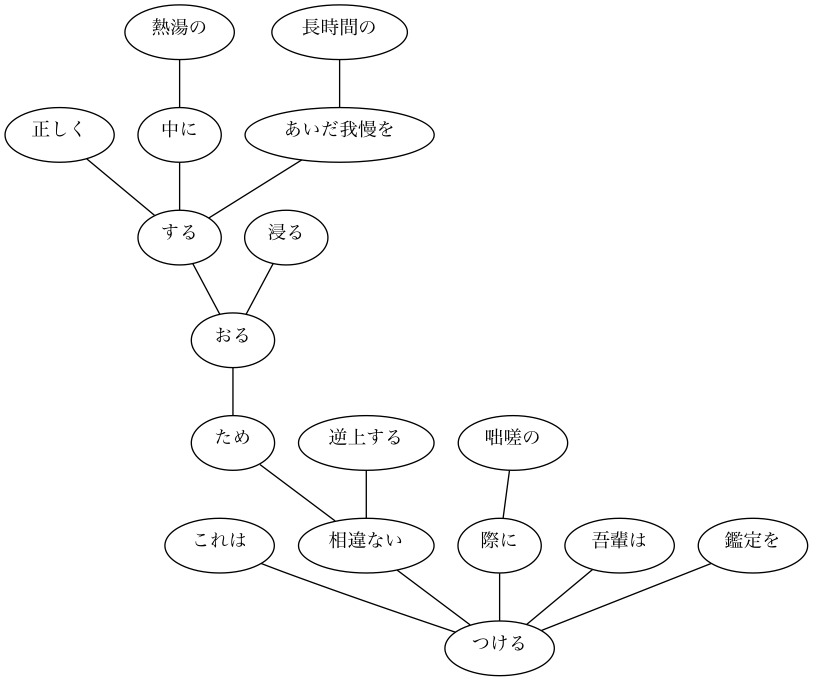 熱湯の 長時間の
正しく 中に あいだ我慢を
する 浸る
おる
ため 逆上する 咄嗟の
これは 相違ない 際に 吾輩は 鑑定を
つける